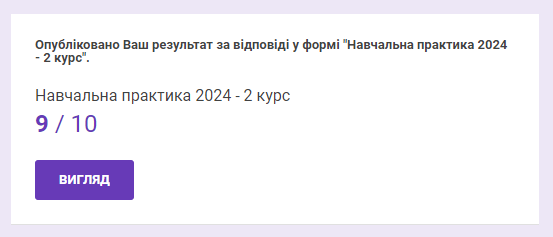 Опубліковано Ваш результат за відповіді у формі "Навчальна практика 2024
- 2 курс".
Навчальна практика 2024 - 2 курс
9 / 10
ВИГЛЯД